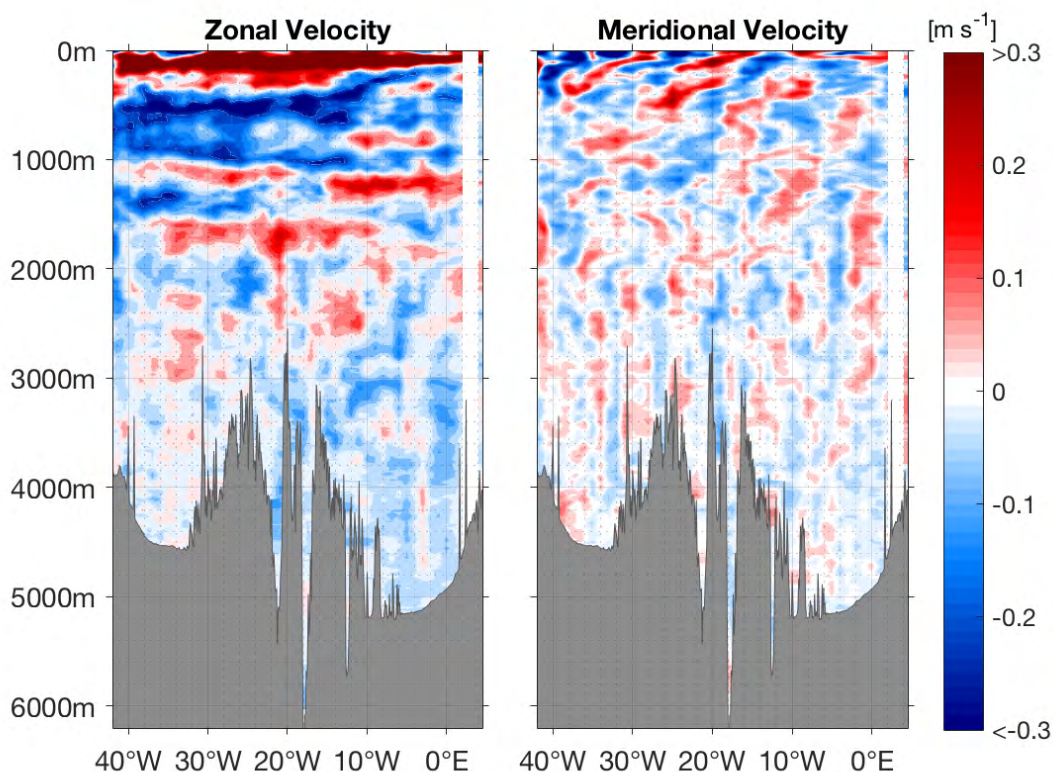 Zonal Velocity
Meridional Velocity
[m s⁻¹]
0m
1000m
2000m
3000m
4000m
5000m
6000m
40°W 30°W 20°W 10°W 0°E
40°W 30°W 20°W 10°W 0°E
>0.3
0.2
0.1
0
-0.1
-0.2
<-0.3